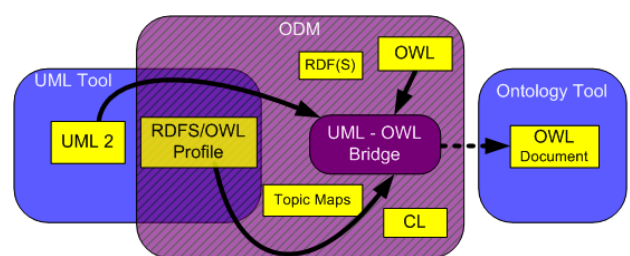 ODM
UML Tool
RDF(S)
OWL
Ontology Tool
UML 2
RDFS/OWL
Profile
UML - OWL
Bridge
OWL
Document
Topic Maps
CL